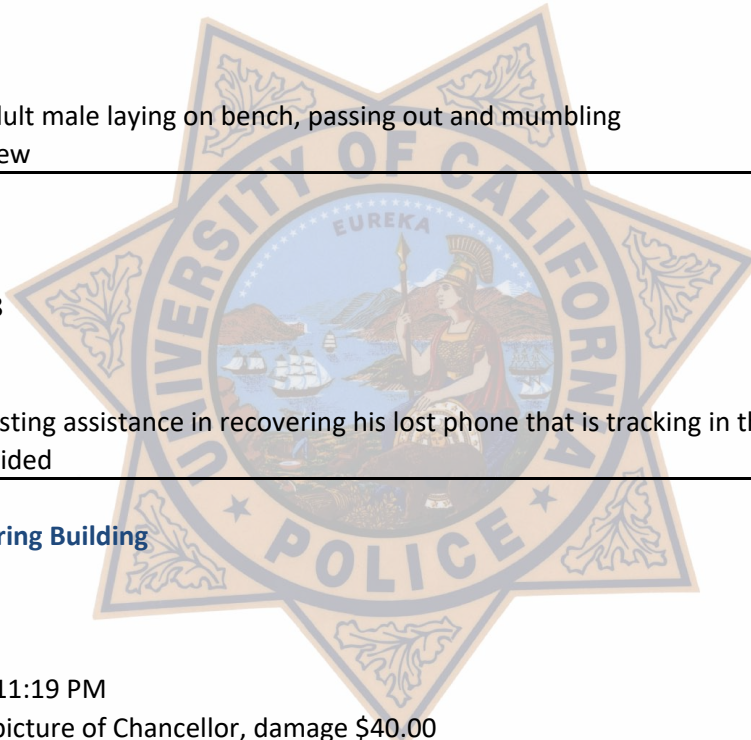 dult male laying on bench, passing out and mumbling
ew
UNIVERSITY OF CALIFORNIA
EUREKA
3
sting assistance in recovering his lost phone that is tracking in th
ided
ring Building
POLICE
11:19 PM
picture of Chancellor, damage $40.00